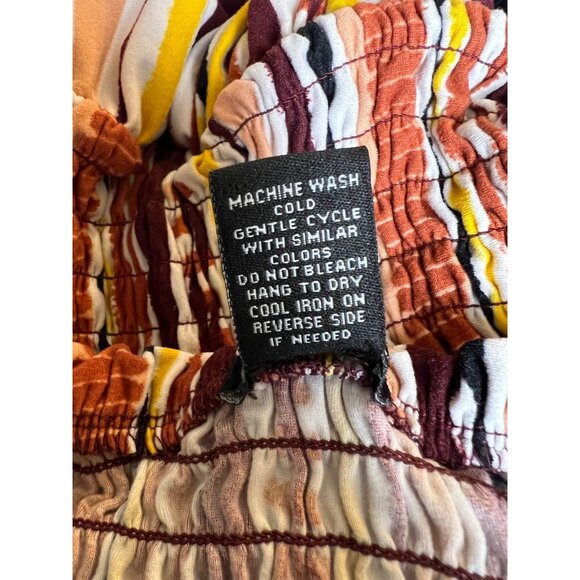 MACHINE WASH
COLD
GENTLE CYCLE
WITH SIMILAR
COLORS
DO NOT BLEACH
HANG TO DRY
COOL IRON ON
REVERSE SIDE
IF NEEDED